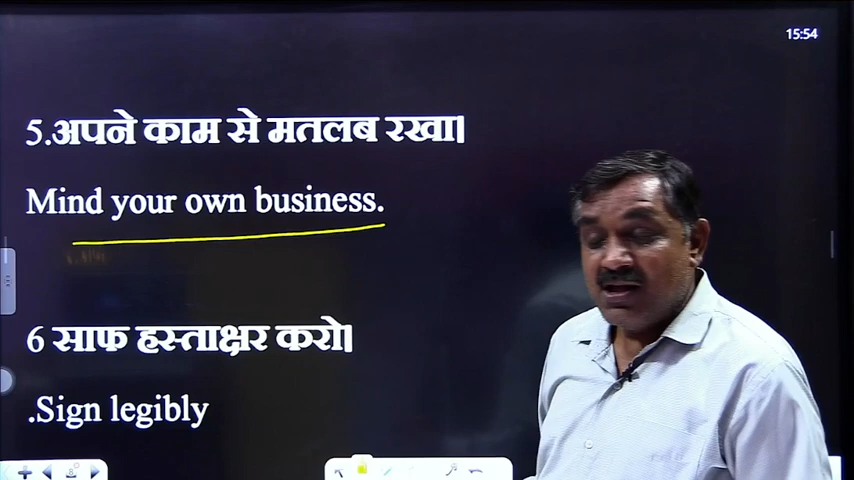 15:54
5.अपने काम से मतलब रखा।
Mind your own business.
6 साफ हस्ताक्षर करो।
.Sign legibly